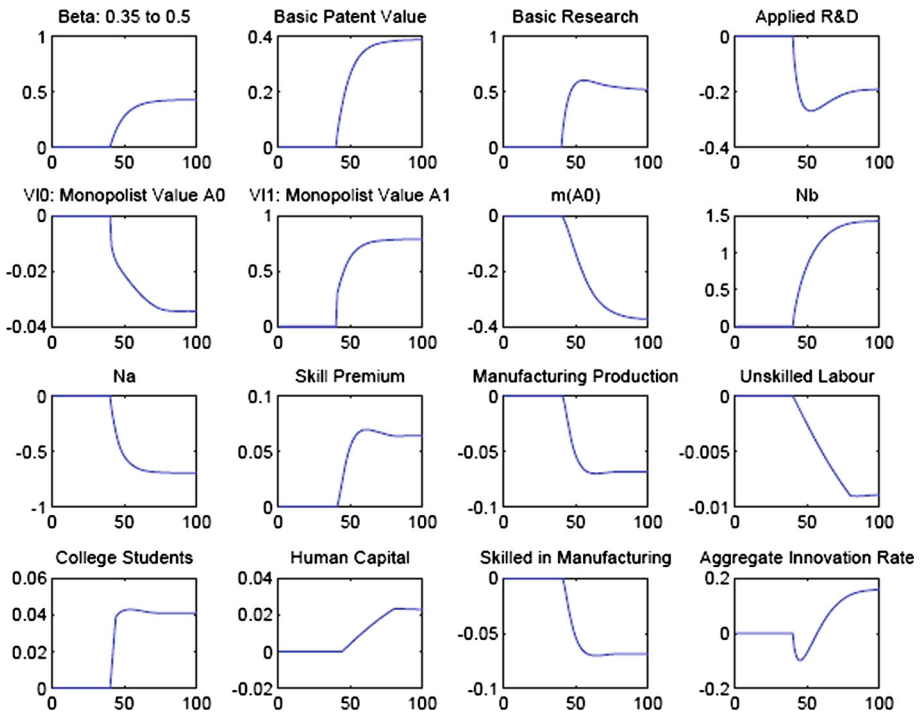 Beta: 0.35 to 0.5 Basic Patent Value Basic Research Applied R&D
1 0.4 1 0
0.5 0.2 0.5 -0.2
0 0 0 -0.4
0 50 100 0 50 100 0 50 100 0 50 100
VI0: Monopolist Value A0 VI1: Monopolist Value A1 m(A0) Nb
0 1 0 1.5
-0.02 0.5 -0.2 1
0.5
-0.04 0 -0.4 0
0 50 100 0 50 100 0 50 100 0 50 100
Na Skill Premium Manufacturing Production Unskilled Labour
0 0.1 0 0
-0.5 0.05 -0.05 -0.005
-1 0 -0.1 -0.01
0 50 100 0 50 100 0 50 100 0 50 100
College Students Human Capital Skilled in Manufacturing Aggregate Innovation Rate
0.06 0.04 0 0.2
0.04 0.02 -0.05 0
0.02 0
0 -0.02 -0.1 -0.2
0 50 100 0 50 100 0 50 100 0 50 100